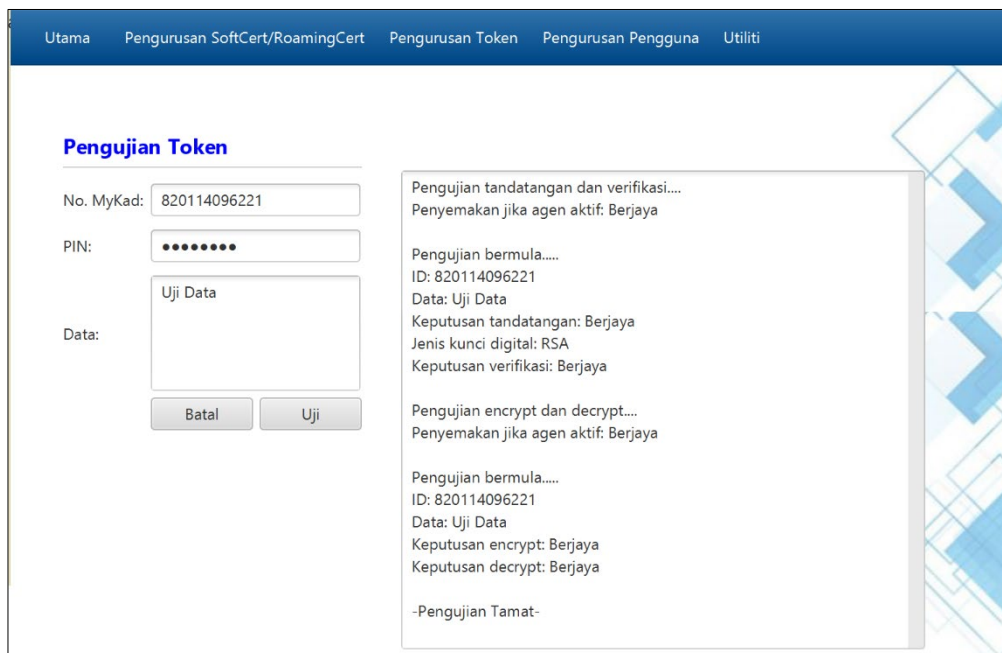 Utama Pengurusan SoftCert/RoamingCert Pengurusan Token Pengurusan Pengguna Utiliti
Pengujian Token
No. MyKad: 820114096221
PIN: ●●●●●●●●
Data: Uji Data
Batal Uji
Pengujian tandatangan dan verifikasi....
Penyemakan jika agen aktif: Berjaya
Pengujian bermula.....
ID: 820114096221
Data: Uji Data
Keputusan tandatangan: Berjaya
Jenis kunci digital: RSA
Keputusan verifikasi: Berjaya
Pengujian encrypt dan decrypt....
Penyemakan jika agen aktif: Berjaya
Pengujian bermula.....
ID: 820114096221
Data: Uji Data
Keputusan encrypt: Berjaya
Keputusan decrypt: Berjaya
-Pengujian Tamat-